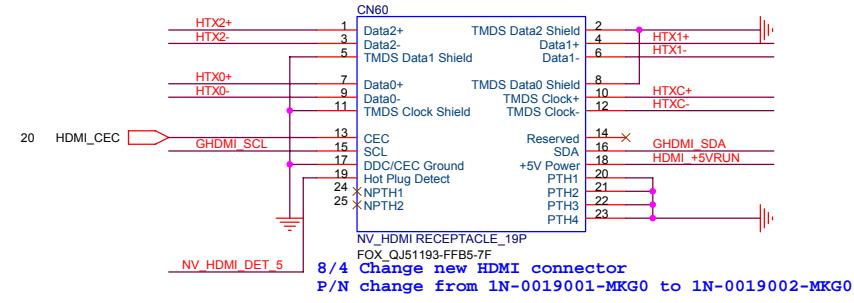 CN60
HTX2+ 1 Data2+ TMDS Data2 Shield 2
HTX2- 3 Data2- Data1+ 4 HTX1+
5 TMDS Data1 Shield Data1- 6 HTX1-
HTX0+ 7 Data0+ TMDS Data0 Shield 8
HTX0- 9 Data0- TMDS Clock+ 10 HTXC+
11 TMDS Clock Shield TMDS Clock- 12 HTXC-
20 HDMI_CEC 13 CEC Reserved 14
GHDMI_SCL 15 SCL SDA 16 GHDMI_SDA
17 DDC/CEC Ground +5V Power 18 HDMI_+5VRUN
19 Hot Plug Detect PTH1 20
24 NPTH1 PTH2 21
25 NPTH2 PTH3 22
PTH4 23
NV_HDMI RECEPTACLE_19P
FOX_QJ51193-FFB5-7F
NV_HDMI_DET_5
8/4 Change new HDMI connector
P/N change from 1N-0019001-MKG0 to 1N-0019002-MKG0